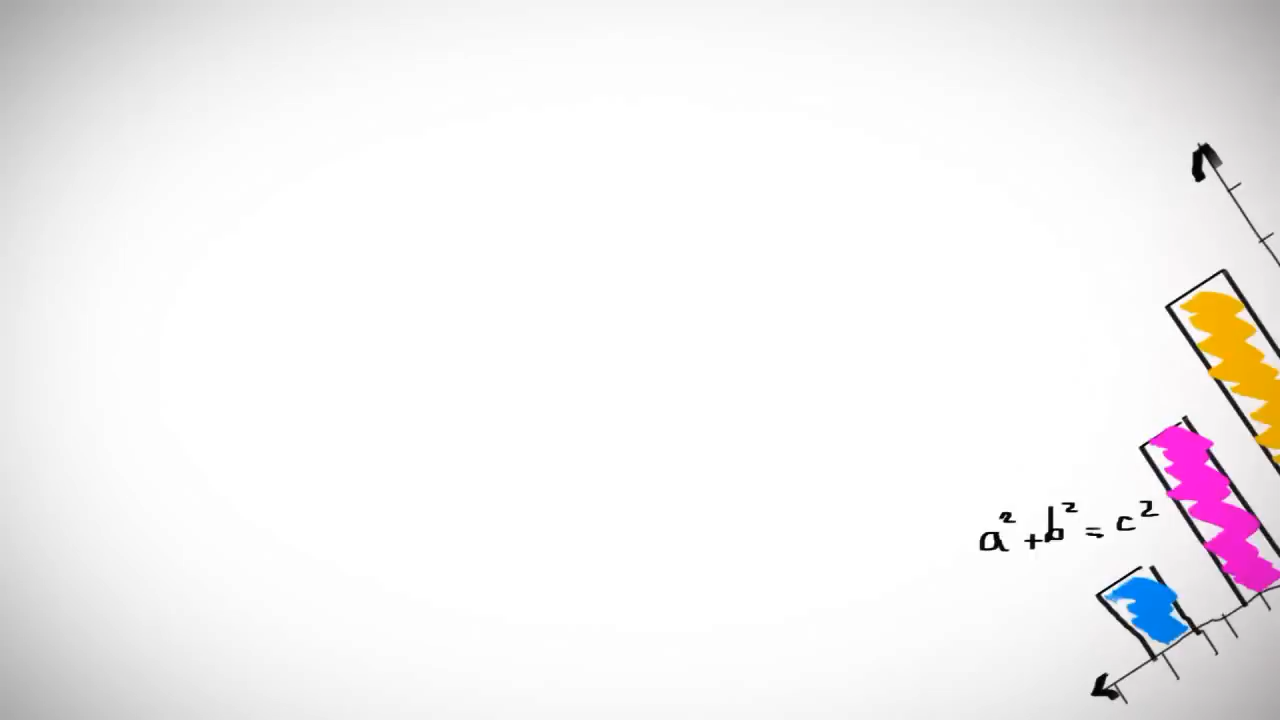 a² + b² = c²